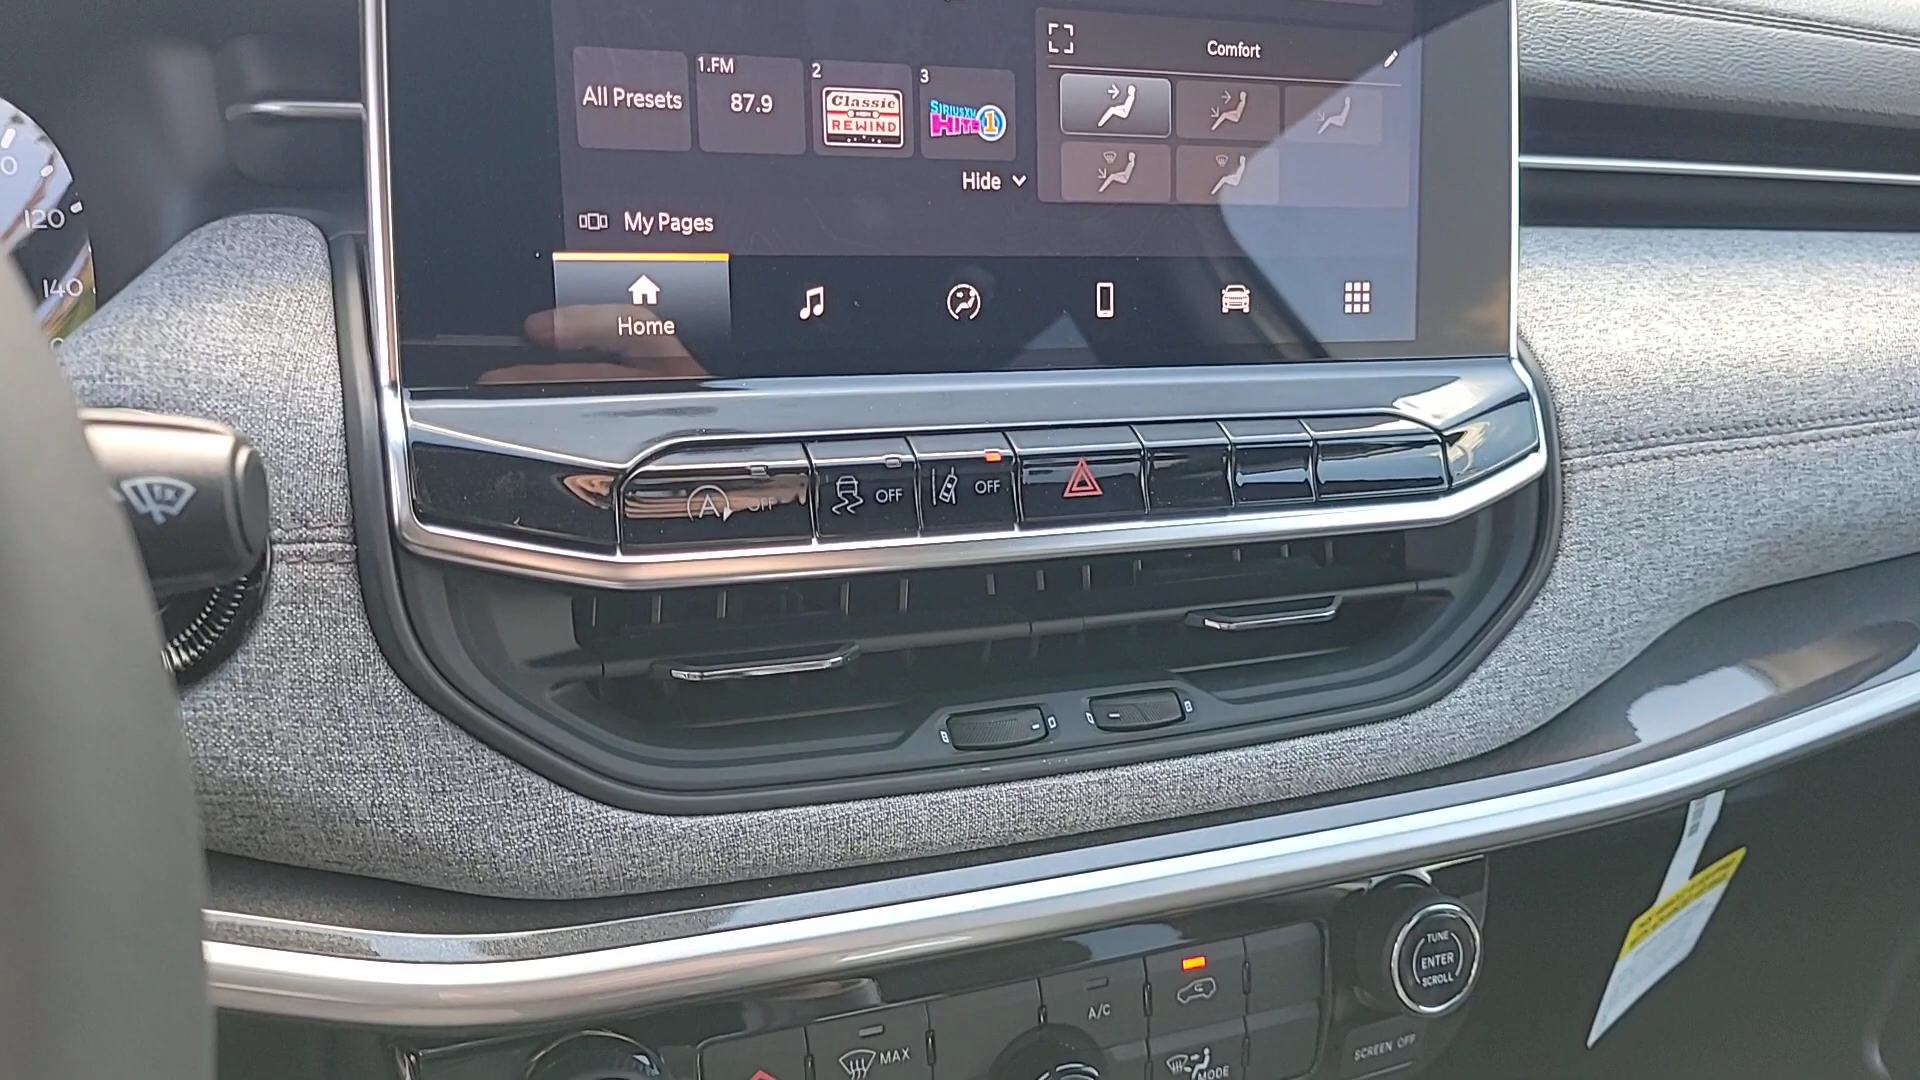 Comfort
All Presets
1.FM
87.9
2
Classic
REWIND
3
SIRIUSXM
HITS 1
Hide
My Pages
Home
0
120
140
OFF
OFF
OFF
A/C
MAX
MODE
TUNE
ENTER
SCROLL
SCREEN OFF